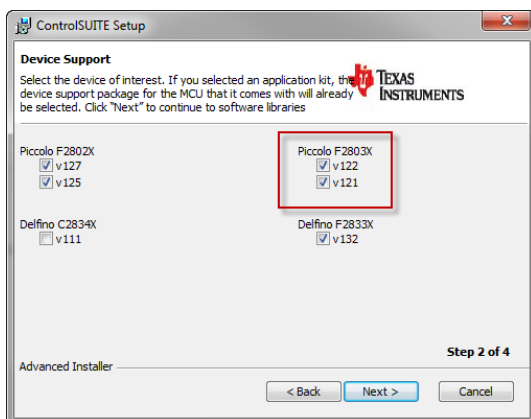 ControlSUITE Setup
Device Support
Select the device of interest. If you selected an application kit, the
device support package for the MCU that it comes with will already
be selected. Click "Next" to continue to software libraries
TEXAS
INSTRUMENTS
Piccolo F2802X
v127
v125
Piccolo F2803X
v122
v121
Delfino C2834X
v111
Delfino F2833X
v132
Step 2 of 4
Advanced Installer
< Back
Next >
Cancel